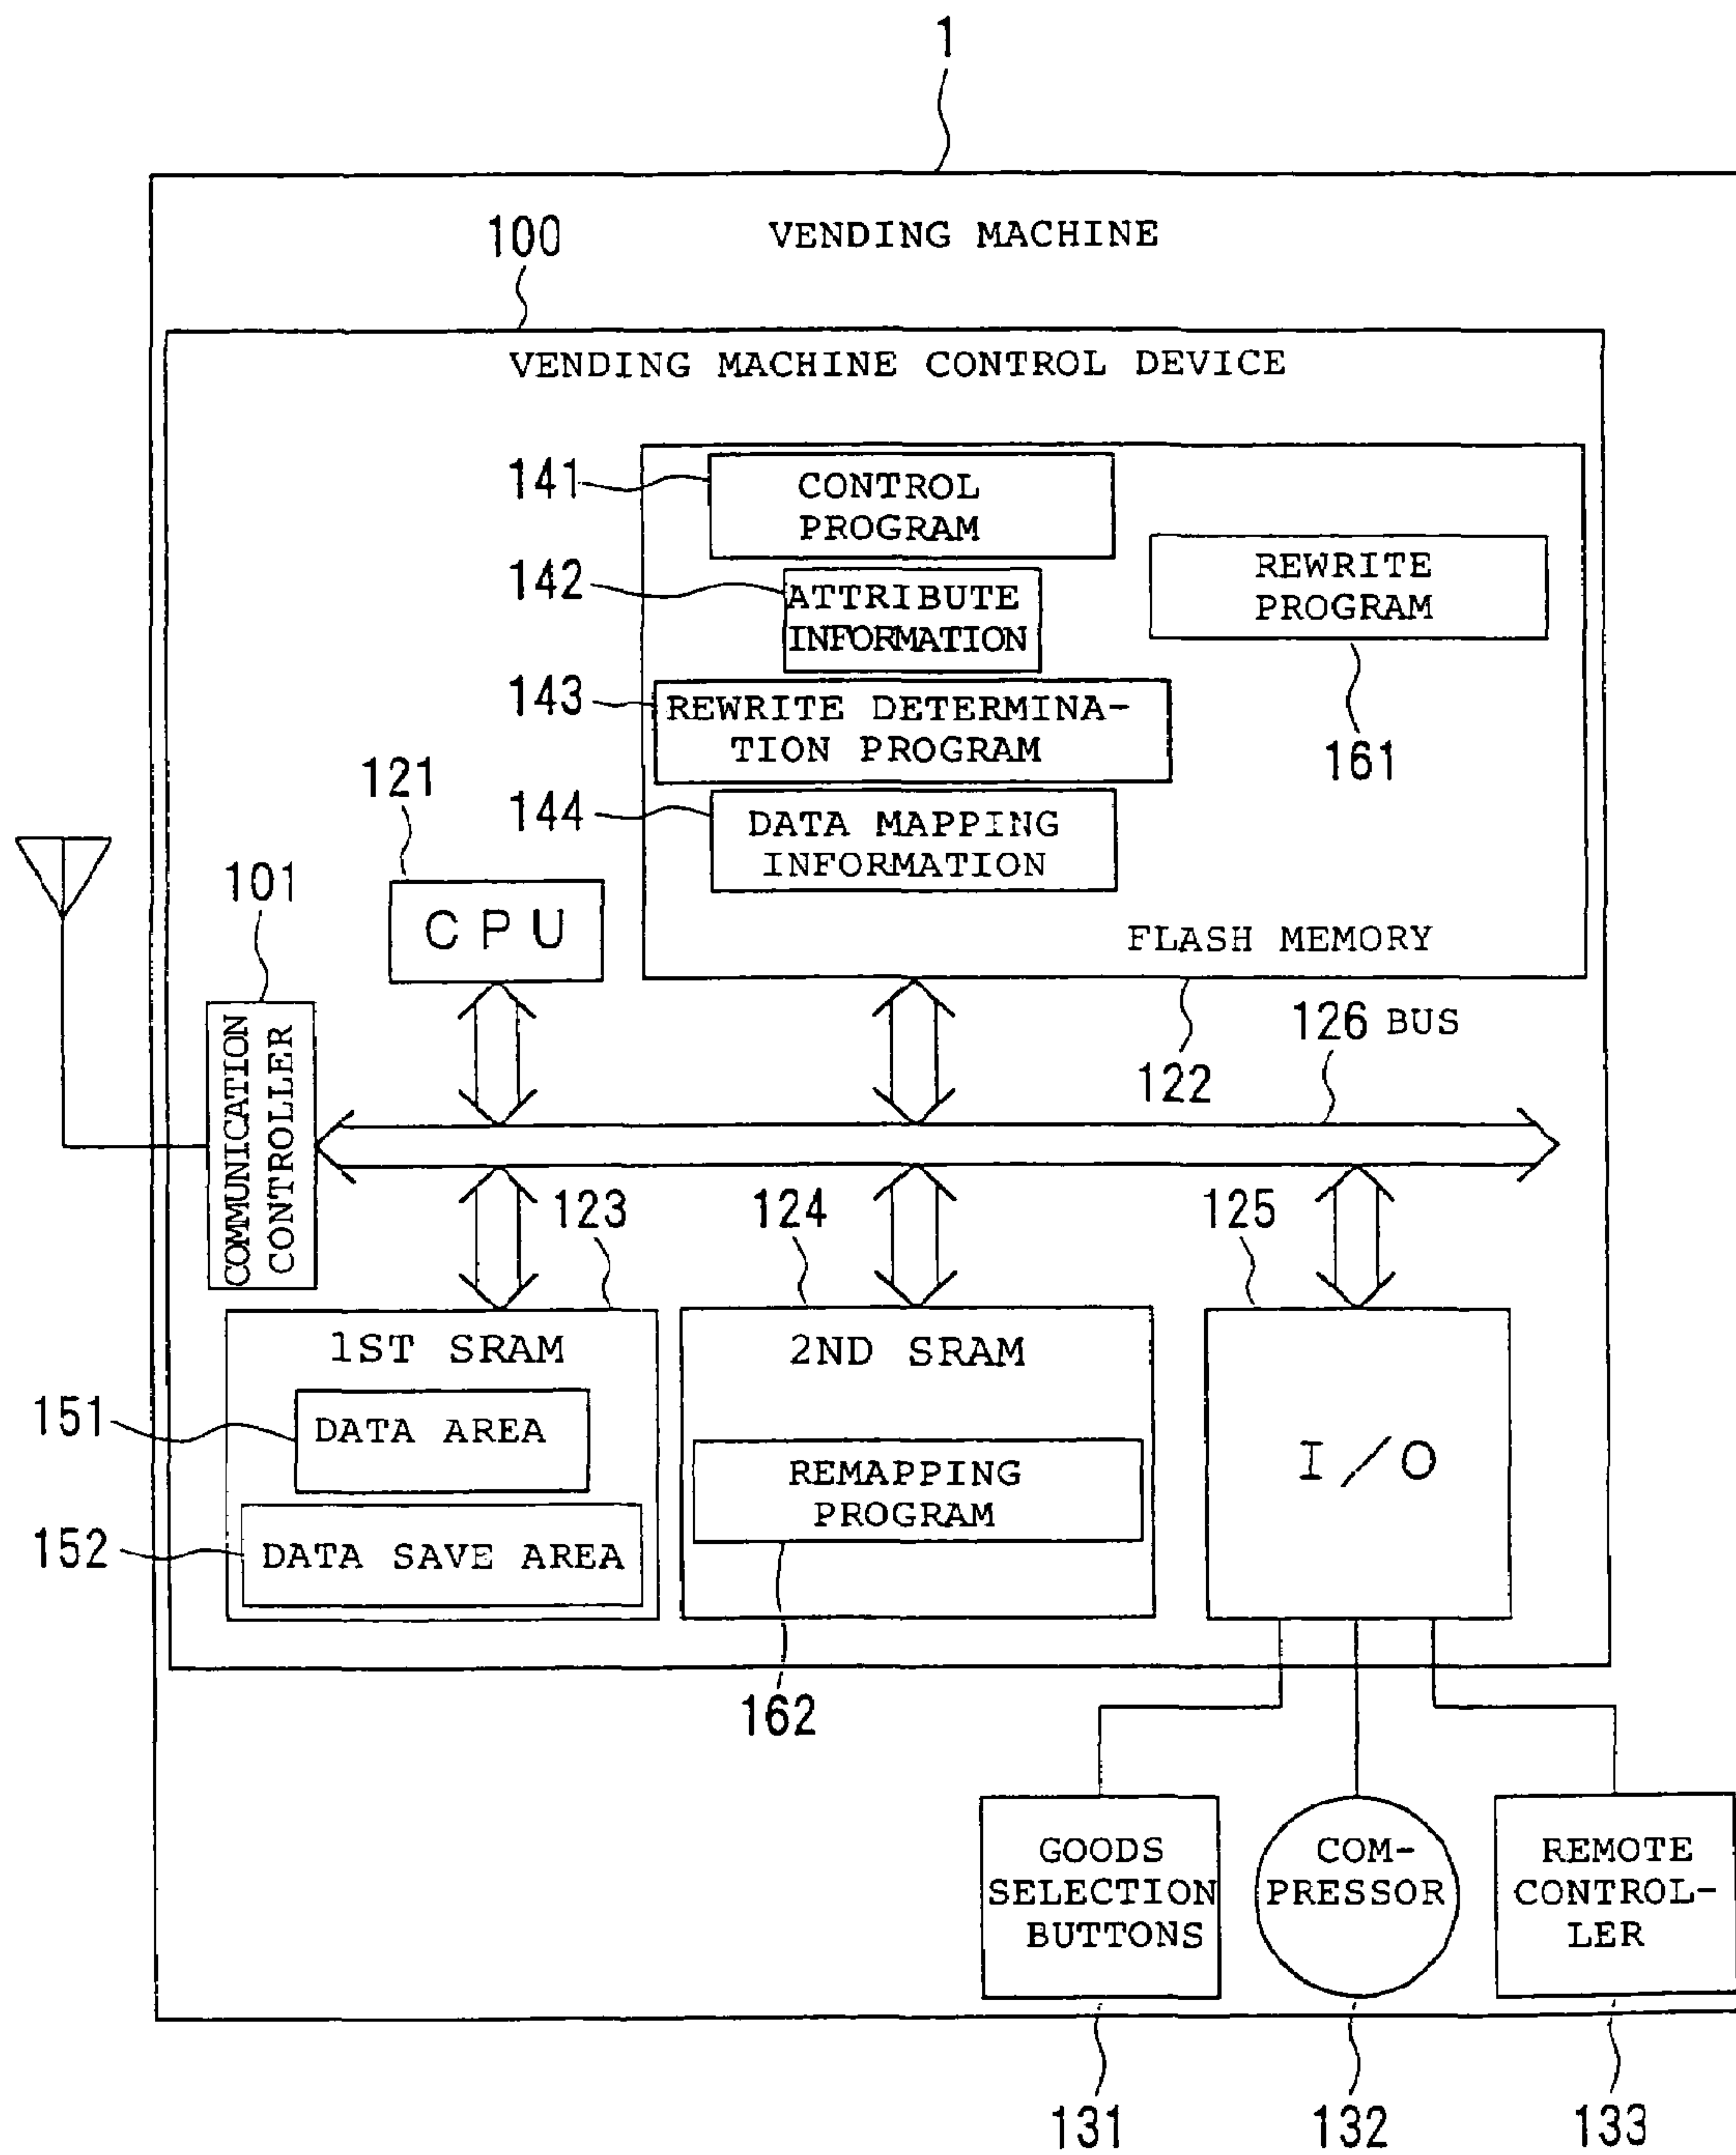 1
VENDING MACHINE
100
VENDING MACHINE CONTROL DEVICE
141
CONTROL
PROGRAM
142
ATTRIBUTE
INFORMATION
REWRITE
PROGRAM
161
143
REWRITE DETERMINA-
TION PROGRAM
144
DATA MAPPING
INFORMATION
FLASH MEMORY
122
121
CPU
101
COMMUNICATION
CONTROLLER
126 BUS
123
1ST SRAM
151
DATA AREA
152
DATA SAVE AREA
124
2ND SRAM
REMAPPING
PROGRAM
162
125
I/O
GOODS
SELECTION
BUTTONS
COM-
PRESSOR
REMOTE
CONTROL-
LER
131
132
133